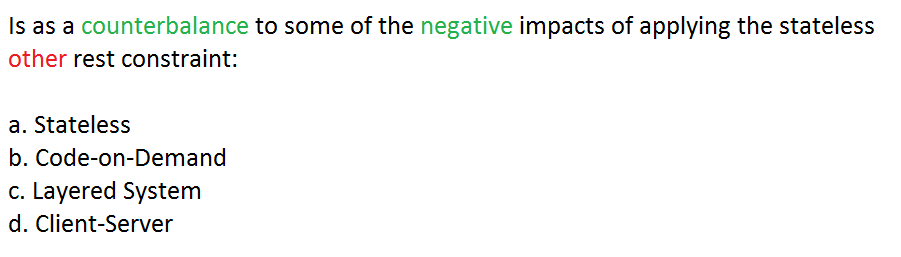 Is as a counterbalance to some of the negative impacts of applying the stateless
other rest constraint:
a. Stateless
b. Code-on-Demand
c. Layered System
d. Client-Server